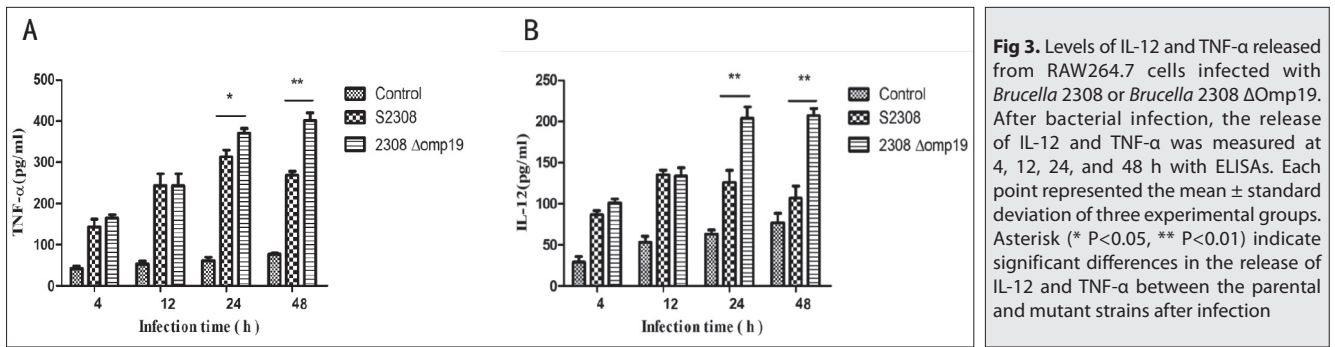 A
TNF-α(pg/ml)
500
400
300
200
100
0
4 12 24 48
Infection time ( h )
*
**
Control
S2308
2308 Δomp19
B
IL-12(pg/ml)
250
200
150
100
50
0
4 12 24 48
Infection time ( h )
**
**
Control
S2308
2308 Δomp19
Fig 3. Levels of IL-12 and TNF-α released
from RAW264.7 cells infected with
Brucella 2308 or Brucella 2308 ΔOmp19.
After bacterial infection, the release
of IL-12 and TNF-α was measured at
4, 12, 24, and 48 h with ELISAs. Each
point represented the mean ± standard
deviation of three experimental groups.
Asterisk (* P<0.05, ** P<0.01) indicate
significant differences in the release of
IL-12 and TNF-α between the parental
and mutant strains after infection